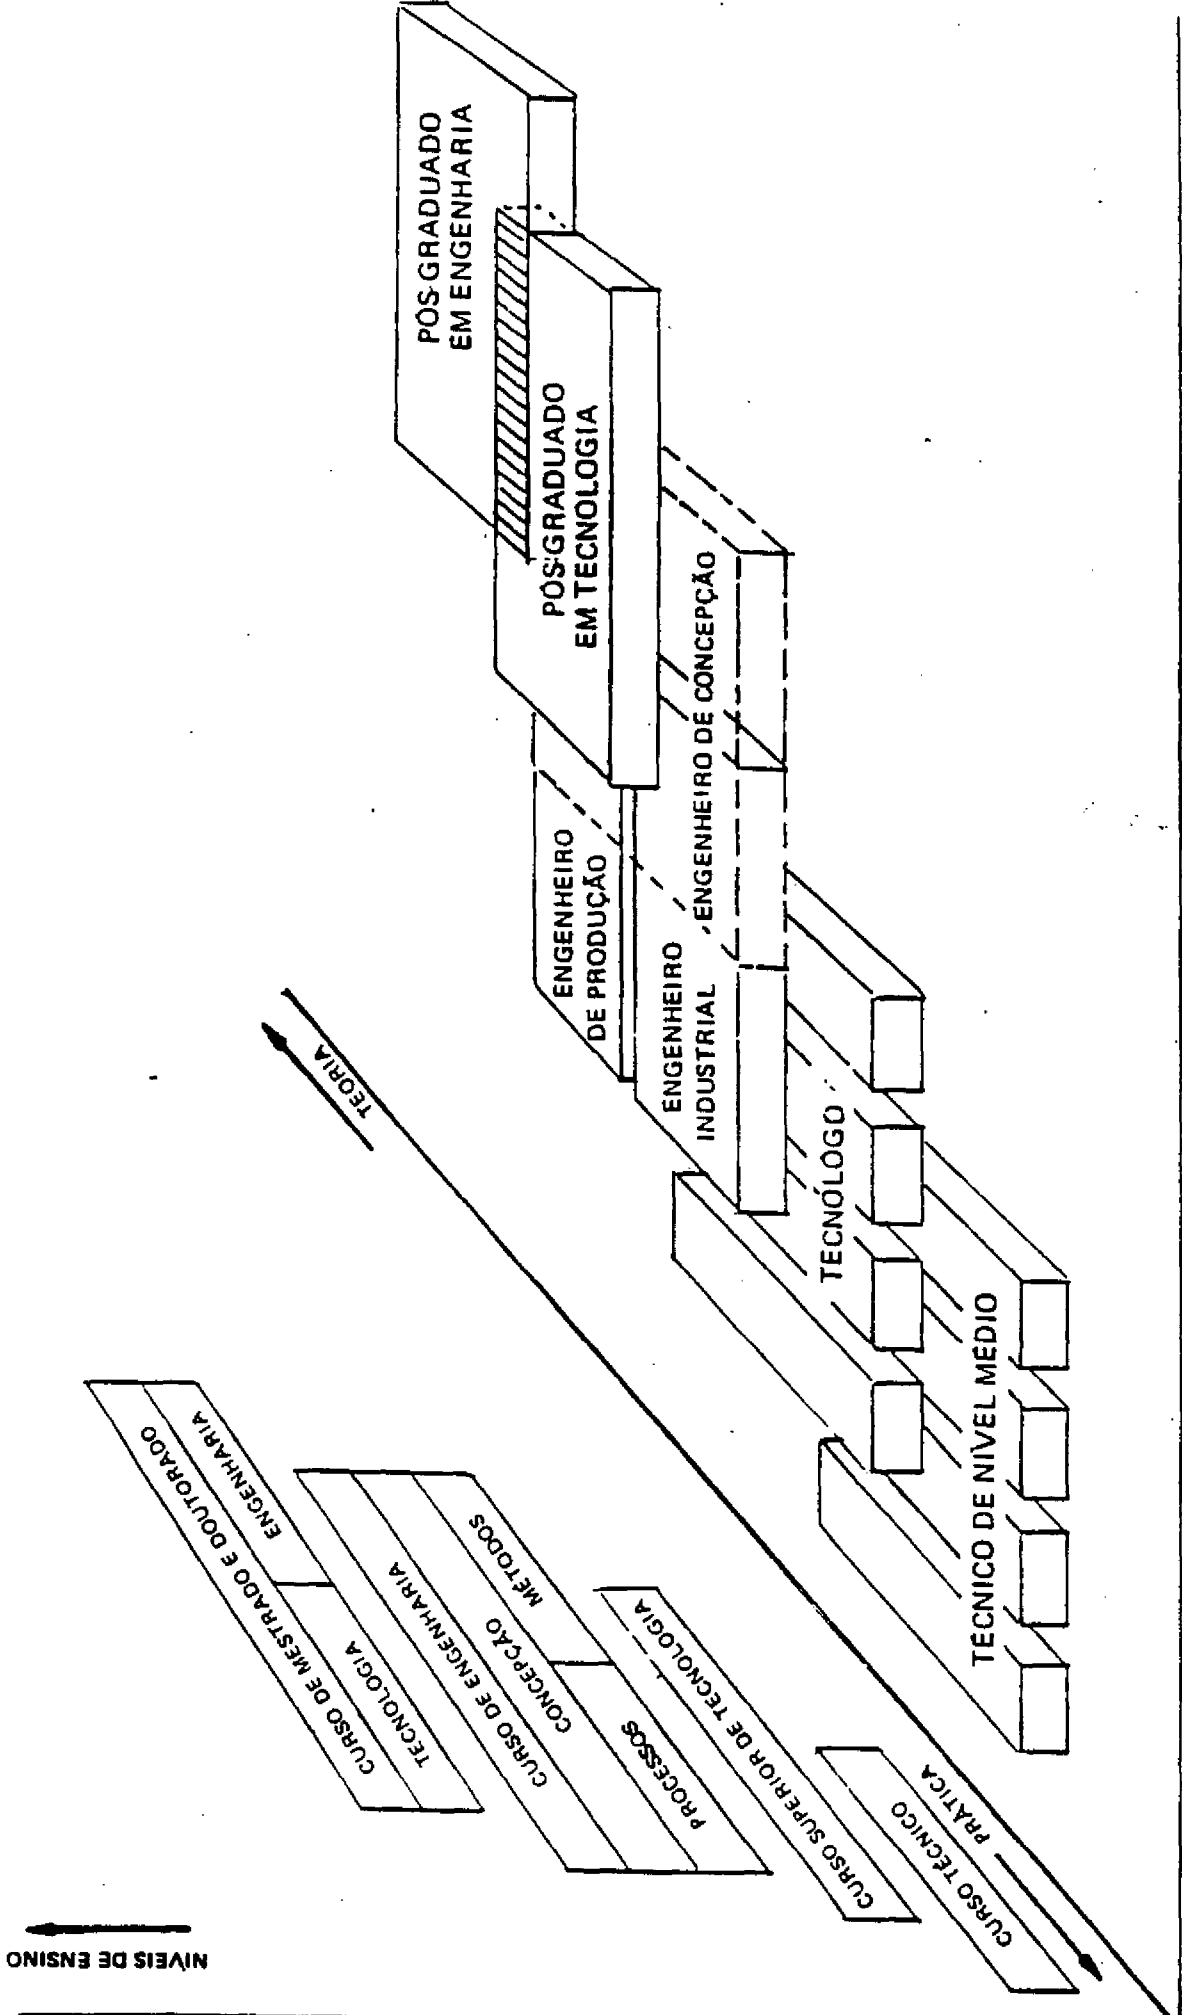 PÓS-GRADUADO
EM ENGENHARIA
PÓS-GRADUADO
EM TECNOLOGIA
ENGENHEIRO
DE PRODUÇÃO
ENGENHEIRO DE CONCEPÇÃO
ENGENHEIRO
INDUSTRIAL
TECNÓLOGO
TÉCNICO DE NÍVEL MÉDIO
TEORIA
PRÁTICA
NÍVEIS DE ENSINO
CURSO DE MESTRADO E DOUTORADO
TECNOLOGIA
ENGENHARIA
CURSO DE ENGENHARIA
CONCEPÇÃO
PROCESSOS
MÉTODOS
CURSO SUPERIOR DE TECNOLOGIA
CURSO TÉCNICO